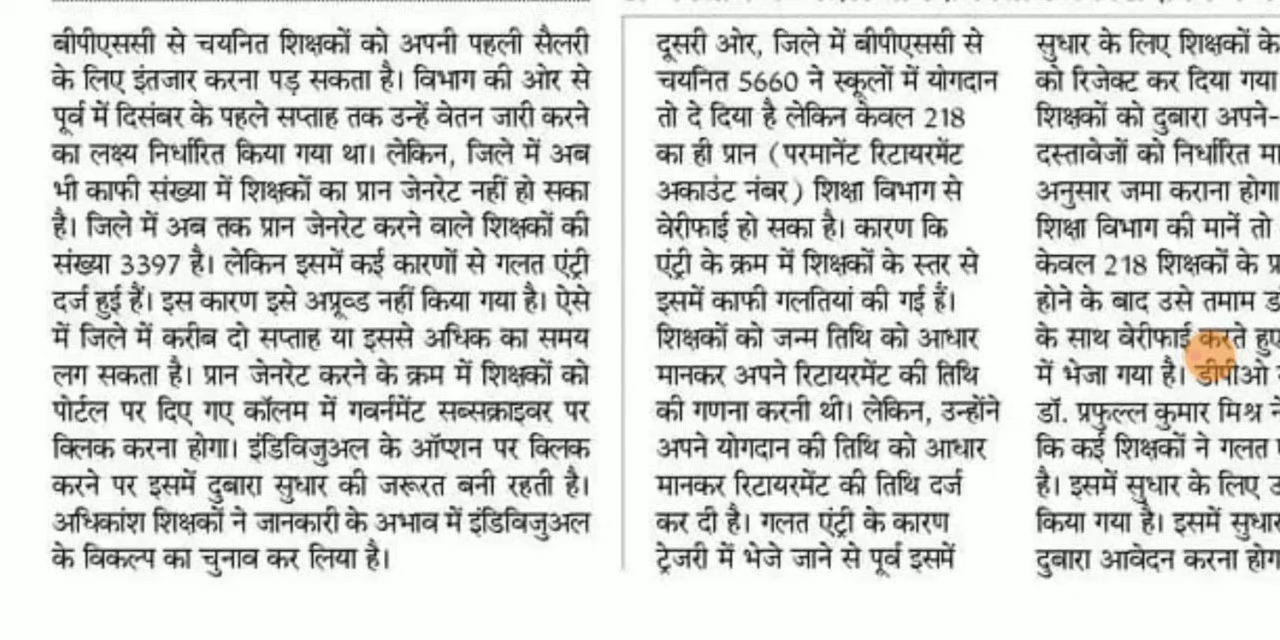 बीपीएससी से चयनित शिक्षकों को अपनी पहली सैलरी
के लिए इंतजार करना पड़ सकता है। विभाग की ओर से
पूर्व में दिसंबर के पहले सप्ताह तक उन्हें वेतन जारी करने
का लक्ष्य निर्धारित किया गया था। लेकिन, जिले में अब
भी काफी संख्या में शिक्षकों का प्रान जेनरेट नहीं हो सका
है। जिले में अब तक प्रान जेनरेट करने वाले शिक्षकों की
संख्या 3397 है। लेकिन इसमें कई कारणों से गलत एंट्री
दर्ज हुई हैं। इस कारण इसे अप्रूव्ड नहीं किया गया है। ऐसे
में जिले में करीब दो सप्ताह या इससे अधिक का समय
लग सकता है। प्रान जेनरेट करने के क्रम में शिक्षकों को
पोर्टल पर दिए गए कॉलम में गवर्नमेंट सब्सक्राइवर पर
क्लिक करना होगा। इंडिविजुअल के ऑप्शन पर क्लिक
करने पर इसमें दुबारा सुधार की जरूरत बनी रहती है।
अधिकांश शिक्षकों ने जानकारी के अभाव में इंडिविजुअल
के विकल्प का चुनाव कर लिया है।
दूसरी ओर, जिले में बीपीएससी से
चयनित 5660 ने स्कूलों में योगदान
तो दे दिया है लेकिन केवल 218
का ही प्रान (परमानेंट रिटायरमेंट
अकाउंट नंबर) शिक्षा विभाग से
वेरीफाई हो सका है। कारण कि
एंट्री के क्रम में शिक्षकों के स्तर से
इसमें काफी गलतियां की गई हैं।
शिक्षकों को जन्म तिथि को आधार
मानकर अपने रिटायरमेंट की तिथि
की गणना करनी थी। लेकिन, उन्होंने
अपने योगदान की तिथि को आधार
मानकर रिटायरमेंट की तिथि दर्ज
कर दी है। गलत एंट्री के कारण
ट्रेजरी में भेजे जाने से पूर्व इसमें
सुधार के लिए शिक्षकों के
को रिजेक्ट कर दिया गया
शिक्षकों को दुबारा अपने-
दस्तावेजों को निर्धारित
अनुसार जमा कराना होगा
शिक्षा विभाग की मानें तो
केवल 218 शिक्षकों के
होने के बाद उसे तमाम
के साथ वेरीफाई करते हुए
में भेजा गया है। डीपीओ
डॉ. प्रफुल्ल कुमार मिश्र
कि कई शिक्षकों ने गलत
है। इसमें सुधार के लिए
किया गया है। इसमें सुधार
दुबारा आवेदन करना